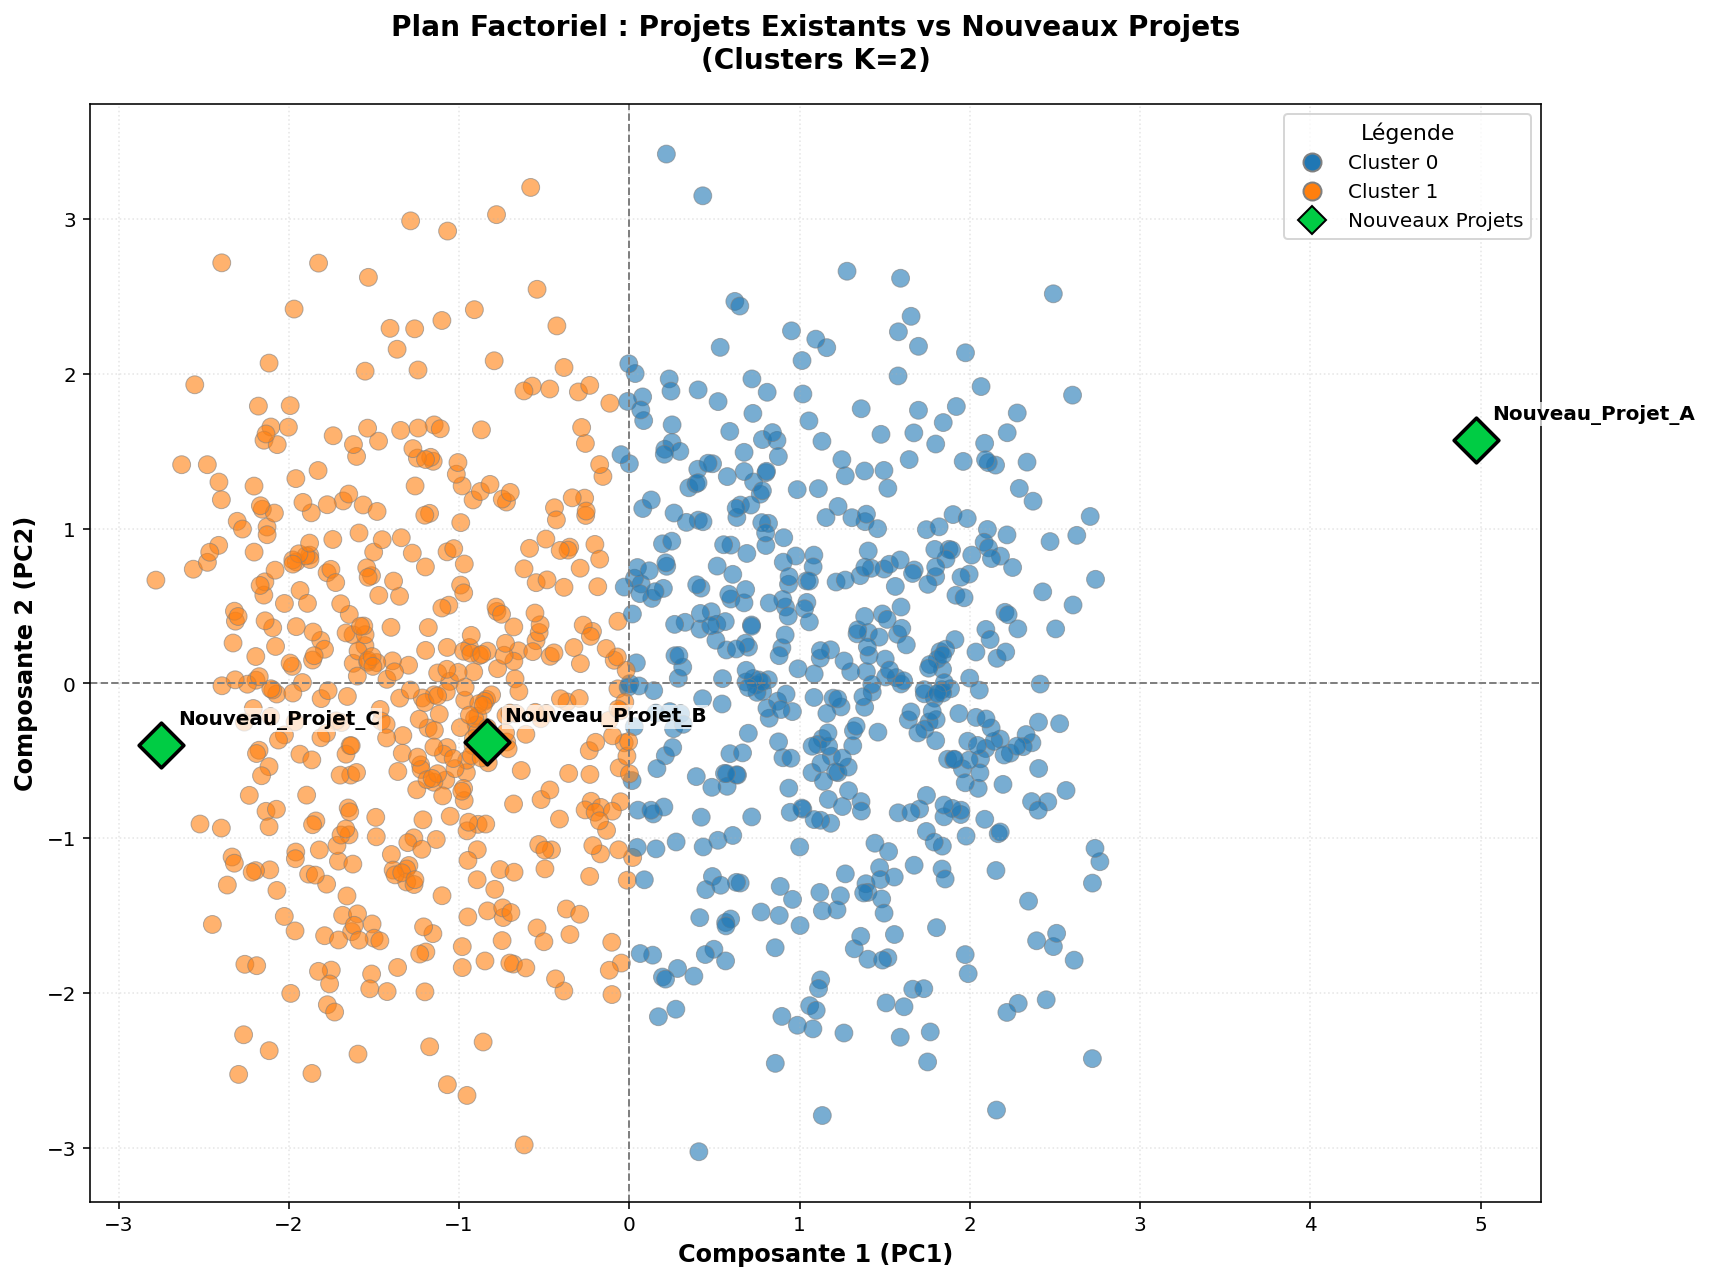 Plan Factoriel : Projets Existants vs Nouveaux Projets
(Clusters K=2)
Légende
Cluster 0
Cluster 1
Nouveaux Projets
Nouveau_Projet_A
Nouveau_Projet_C
Nouveau_Projet_B
Composante 2 (PC2)
3
2
1
0
−1
−2
−3
−3
−2
−1
0
1
2
3
4
5
Composante 1 (PC1)